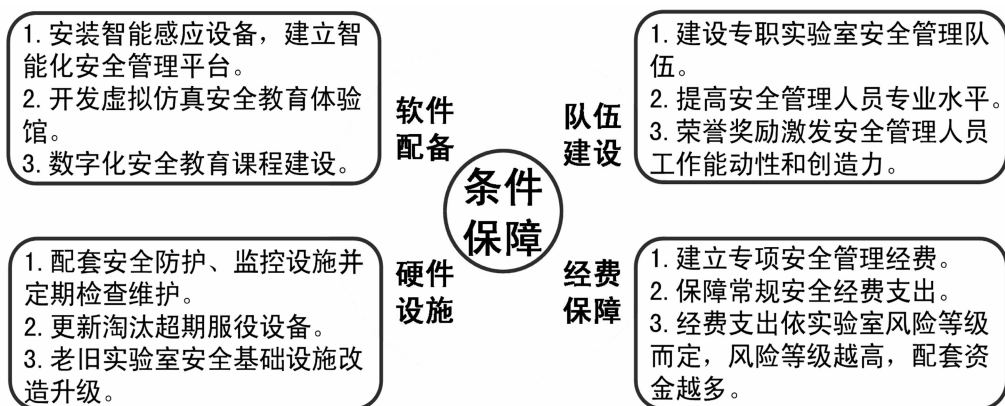 1. 安装智能感应设备，建立智
能化安全管理平台。
2. 开发虚拟仿真安全教育体验
馆。
3. 数字化安全教育课程建设。
软件
配备
队伍
建设
1. 建设专职实验室安全管理队
伍。
2. 提高安全管理人员专业水平。
3. 荣誉奖励激发安全管理人员
工作能动性和创造力。
条件
保障
1. 配套安全防护、监控设施并
定期检查维护。
2. 更新淘汰超期服役设备。
3. 老旧实验室安全基础设施改
造升级。
硬件
设施
经费
保障
1. 建立专项安全管理经费。
2. 保障常规安全经费支出。
3. 经费支出依实验室风险等级
而定，风险等级越高，配套资
金越多。